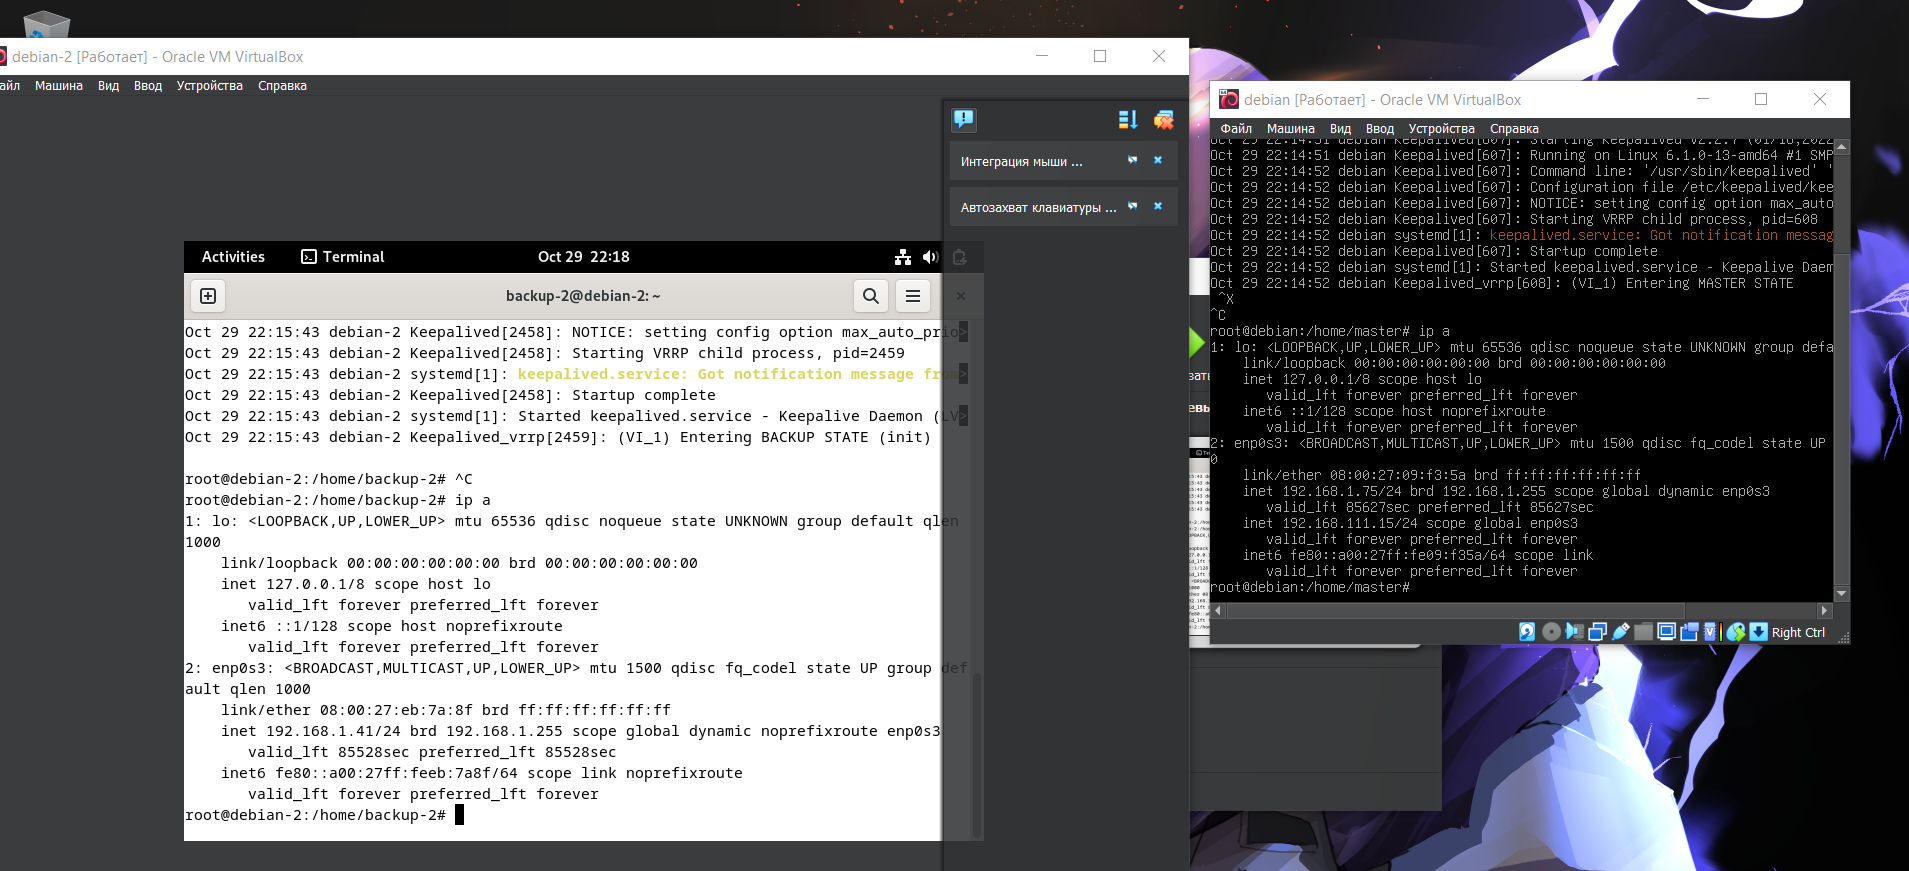 debian-2 [Работает] - Oracle VM VirtualBox
айл Машина Вид Ввод Устройства Справка
Интеграция мыши ...
Автозахват клавиатуры ...
Activities Terminal Oct 29 22:18
backup-2@debian-2: ~
Oct 29 22:15:43 debian-2 Keepalived[2458]: NOTICE: setting config option max_auto_prio>
Oct 29 22:15:43 debian-2 Keepalived[2458]: Starting VRRP child process, pid=2459
Oct 29 22:15:43 debian-2 systemd[1]: keepalived.service: Got notification message from>
Oct 29 22:15:43 debian-2 Keepalived[2458]: Startup complete
Oct 29 22:15:43 debian-2 systemd[1]: Started keepalived.service - Keepalive Daemon (LV>
Oct 29 22:15:43 debian-2 Keepalived_vrrp[2459]: (VI_1) Entering BACKUP STATE (init)
root@debian-2:/home/backup-2# ^C
root@debian-2:/home/backup-2# ip a
1: lo: <LOOPBACK,UP,LOWER_UP> mtu 65536 qdisc noqueue state UNKNOWN group default qlen
1000
link/loopback 00:00:00:00:00:00 brd 00:00:00:00:00:00
inet 127.0.0.1/8 scope host lo
valid_lft forever preferred_lft forever
inet6 ::1/128 scope host noprefixroute
valid_lft forever preferred_lft forever
2: enp0s3: <BROADCAST,MULTICAST,UP,LOWER_UP> mtu 1500 qdisc fq_codel state UP group def
ault qlen 1000
link/ether 08:00:27:eb:7a:8f brd ff:ff:ff:ff:ff:ff
inet 192.168.1.41/24 brd 192.168.1.255 scope global dynamic noprefixroute enp0s3
valid_lft 85528sec preferred_lft 85528sec
inet6 fe80::a00:27ff:feeb:7a8f/64 scope link noprefixroute
valid_lft forever preferred_lft forever
root@debian-2:/home/backup-2#
debian [Работает] - Oracle VM VirtualBox
Файл Машина Вид Ввод Устройства Справка
Oct 29 22:14:51 debian Keepalived[607]: Starting Keepalived v2.2.7 (01/16,2022
Oct 29 22:14:51 debian Keepalived[607]: Running on Linux 6.1.0-13-amd64 #1 SMP
Oct 29 22:14:52 debian Keepalived[607]: Command line: '/usr/sbin/keepalived' '
Oct 29 22:14:52 debian Keepalived[607]: Configuration file /etc/keepalived/kee
Oct 29 22:14:52 debian Keepalived[607]: NOTICE: setting config option max_auto
Oct 29 22:14:52 debian Keepalived[607]: Starting VRRP child process, pid=608
Oct 29 22:14:52 debian systemd[1]: keepalived.service: Got notification messag
Oct 29 22:14:52 debian Keepalived[607]: Startup complete
Oct 29 22:14:52 debian systemd[1]: Started keepalived.service - Keepalive Daem
Oct 29 22:14:52 debian Keepalived_vrrp[608]: (VI_1) Entering MASTER STATE
^X
^C
root@debian:/home/master# ip a
1: lo: <LOOPBACK,UP,LOWER_UP> mtu 65536 qdisc noqueue state UNKNOWN group defa
link/loopback 00:00:00:00:00:00 brd 00:00:00:00:00:00
inet 127.0.0.1/8 scope host lo
valid_lft forever preferred_lft forever
inet6 ::1/128 scope host noprefixroute
valid_lft forever preferred_lft forever
2: enp0s3: <BROADCAST,MULTICAST,UP,LOWER_UP> mtu 1500 qdisc fq_codel state UP
0
link/ether 08:00:27:09:f3:5a brd ff:ff:ff:ff:ff:ff
inet 192.168.1.75/24 brd 192.168.1.255 scope global dynamic enp0s3
valid_lft 85627sec preferred_lft 85627sec
inet 192.168.111.15/24 scope global enp0s3
valid_lft forever preferred_lft forever
inet6 fe80::a00:27ff:fe09:f35a/64 scope link
valid_lft forever preferred_lft forever
root@debian:/home/master#
Right Ctrl